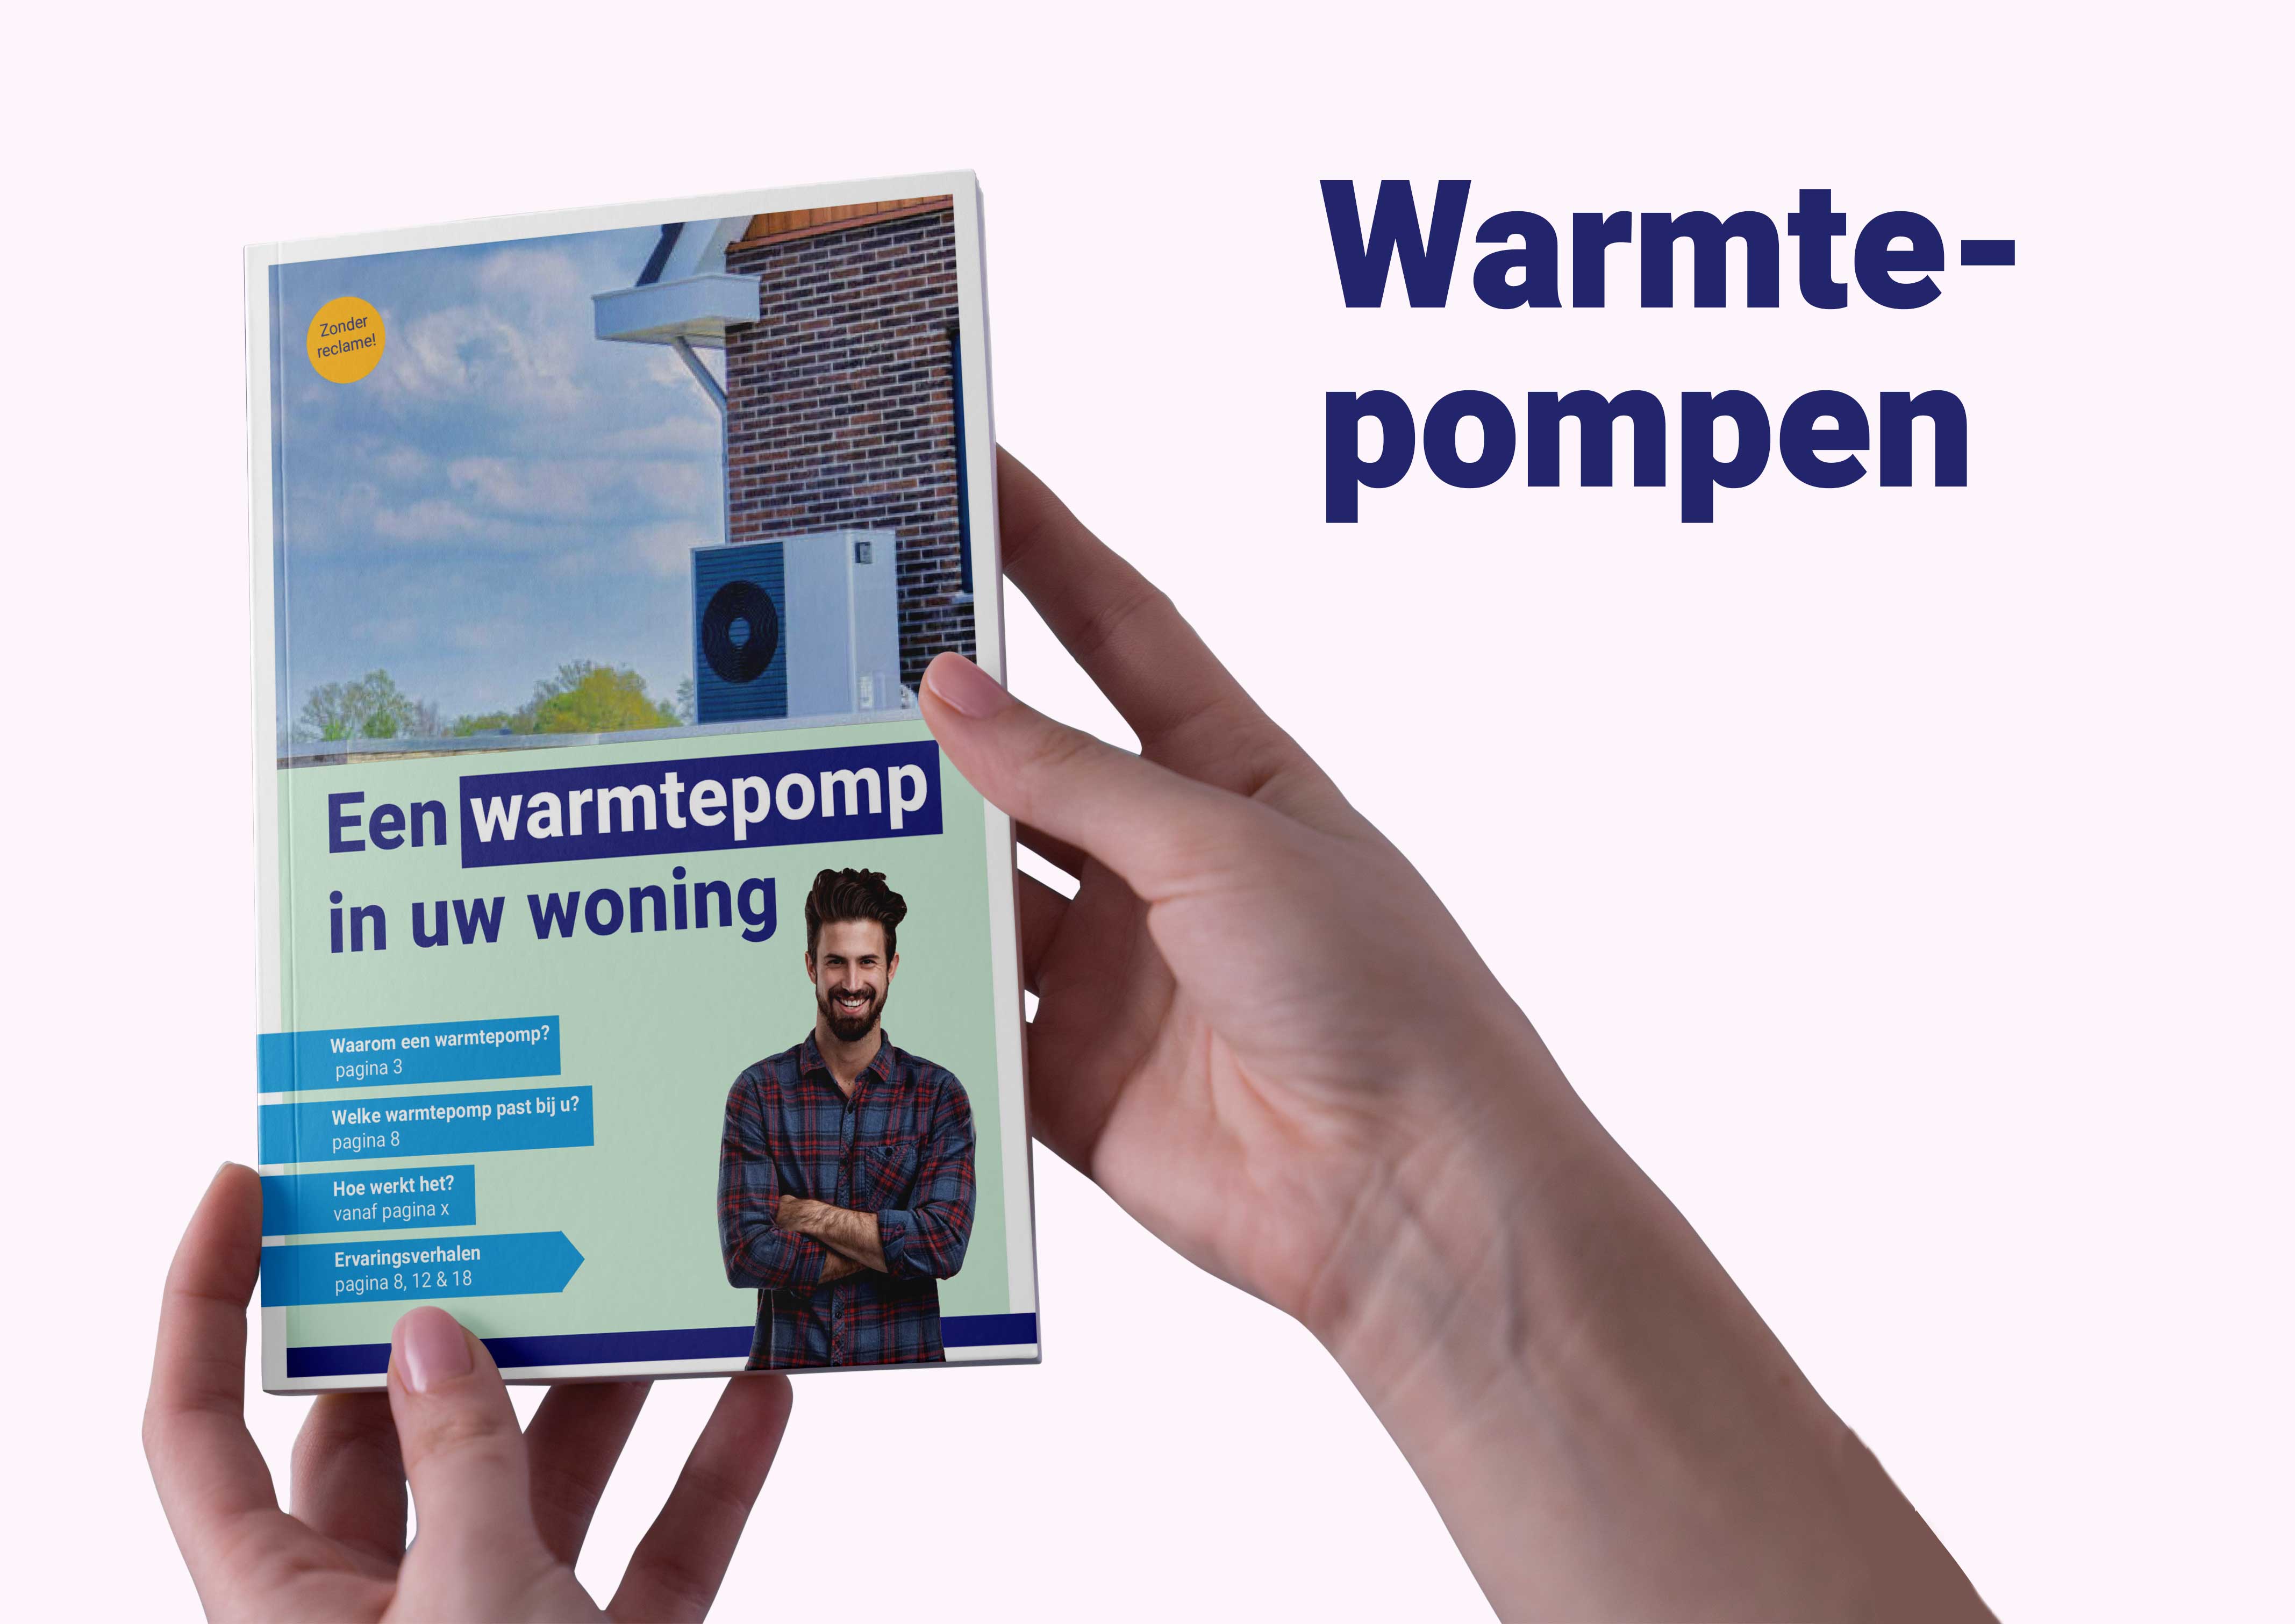 Warmte-
pompen
Zonder
reclame!
Een warmtepomp
in uw woning
Waarom een warmtepomp?
pagina 3
Welke warmtepomp past bij u?
pagina 8
Hoe werkt het?
vanaf pagina x
Ervaringsverhalen
pagina 8, 12 & 18